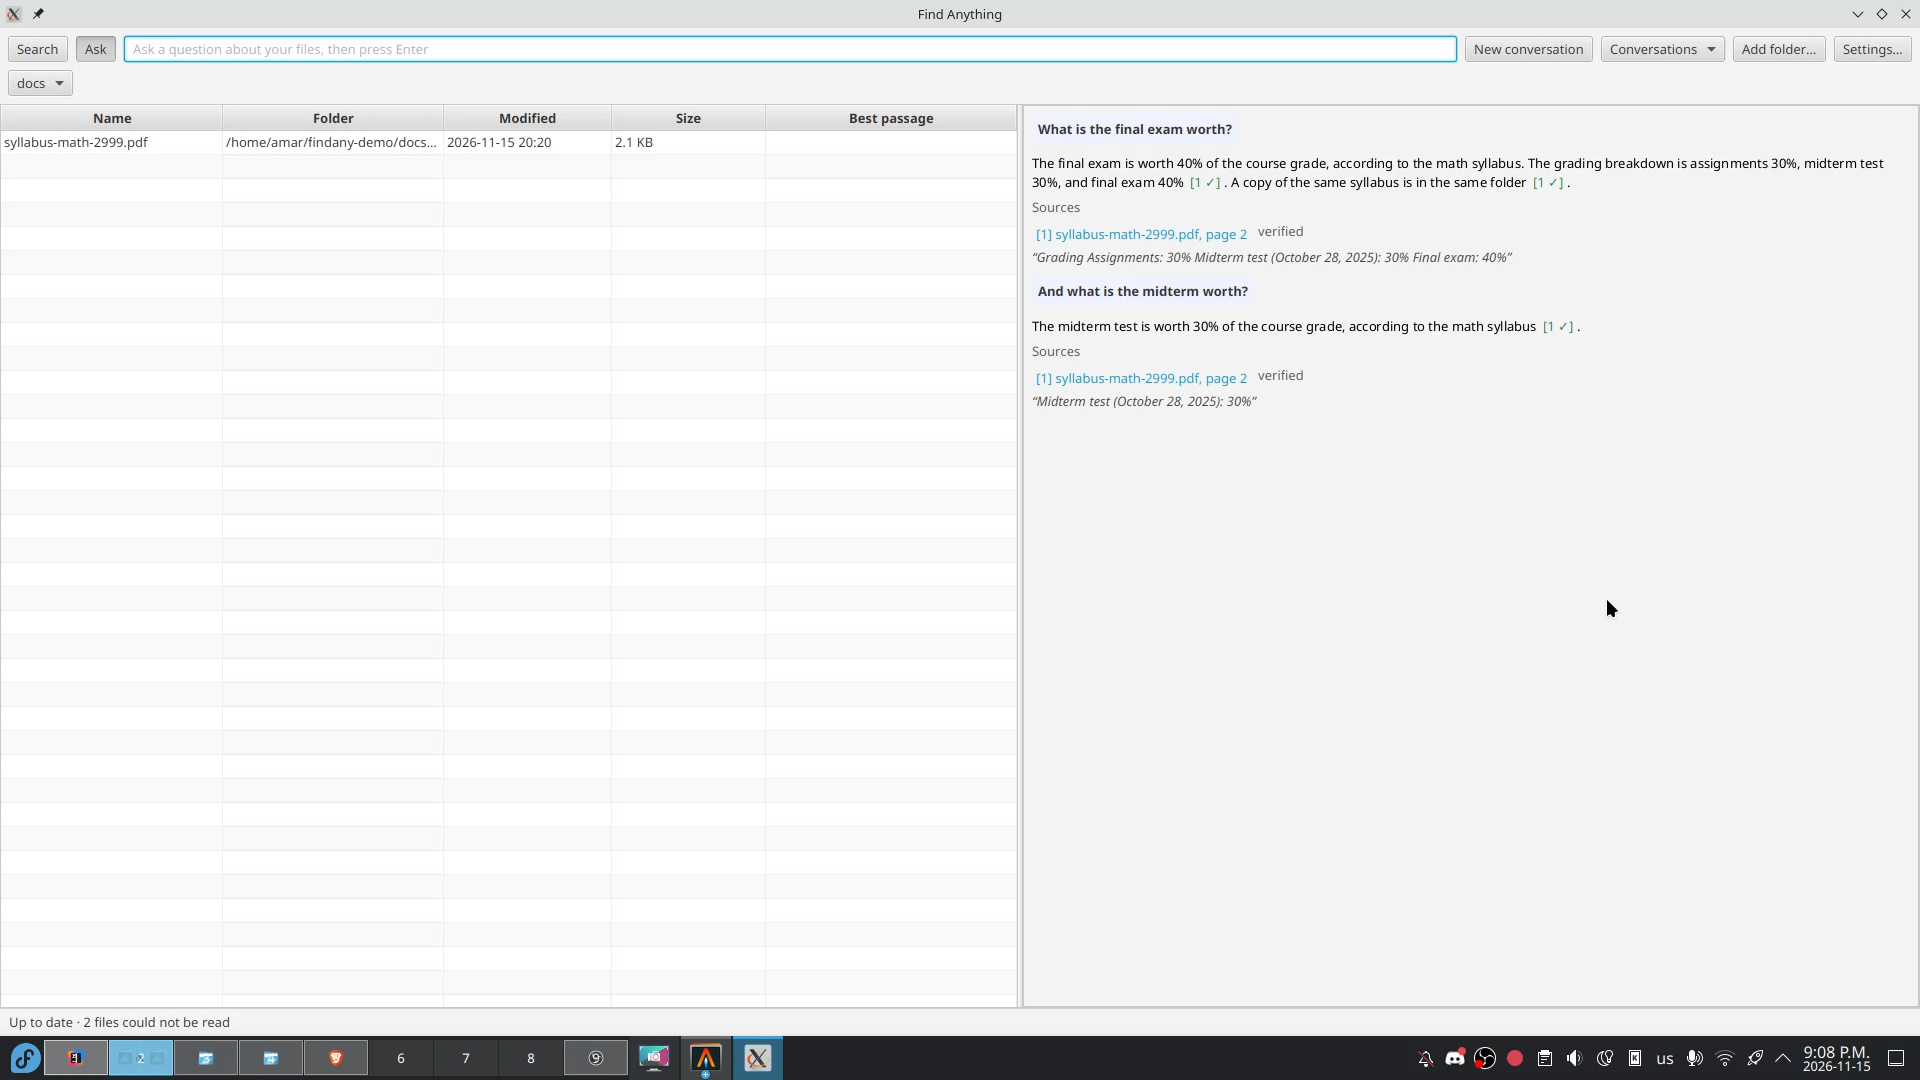 Find Anything
Search Ask Ask a question about your files, then press Enter New conversation Conversations Add folder... Settings...
docs
Name Folder Modified Size Best passage
syllabus-math-2999.pdf /home/amar/findany-demo/docs... 2026-11-15 20:20 2.1 KB
What is the final exam worth?
The final exam is worth 40% of the course grade, according to the math syllabus. The grading breakdown is assignments 30%, midterm test
30%, and final exam 40% [1 ✓] . A copy of the same syllabus is in the same folder [1 ✓] .
Sources
[1] syllabus-math-2999.pdf, page 2 verified
“Grading Assignments: 30% Midterm test (October 28, 2025): 30% Final exam: 40%”
And what is the midterm worth?
The midterm test is worth 30% of the course grade, according to the math syllabus [1 ✓] .
Sources
[1] syllabus-math-2999.pdf, page 2 verified
“Midterm test (October 28, 2025): 30%”
Up to date · 2 files could not be read
2 6 7 8 9 us 9:08 P.M.
2026-11-15